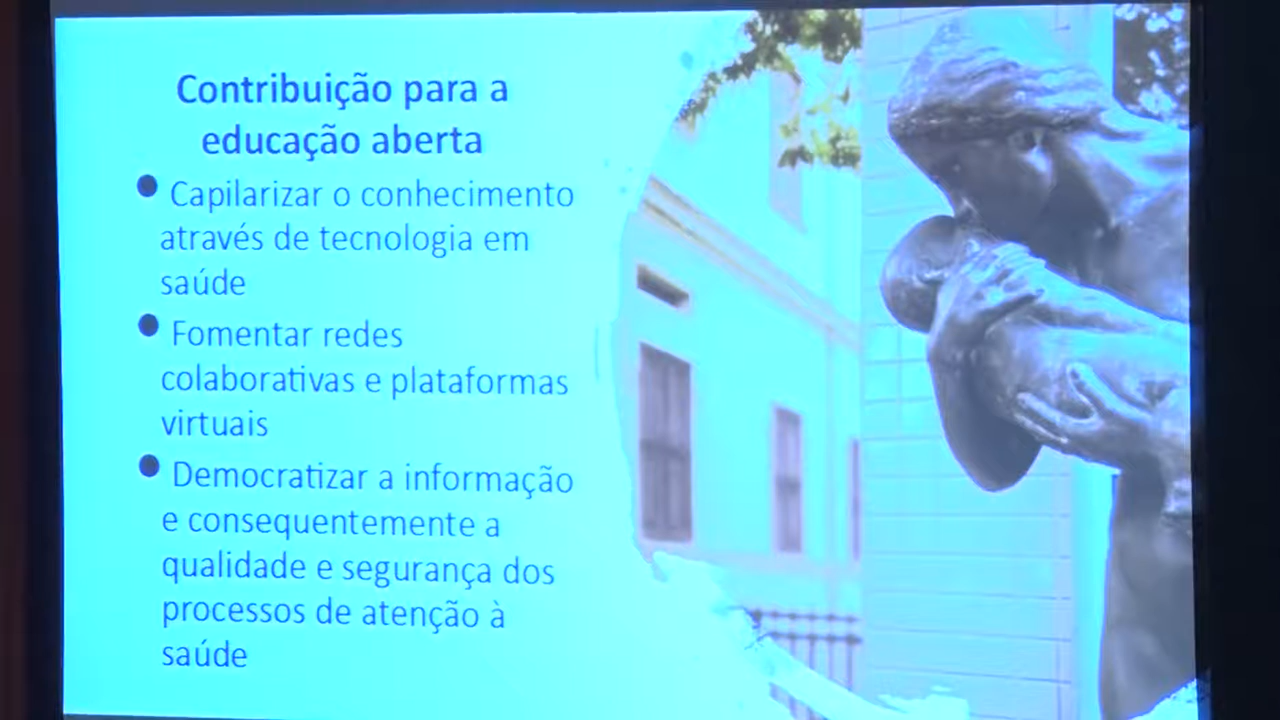 Contribuição para a
educação aberta
● Capilarizar o conhecimento
através de tecnologia em
saúde
● Fomentar redes
colaborativas e plataformas
virtuais
● Democratizar a informação
e consequentemente a
qualidade e segurança dos
processos de atenção à
saúde